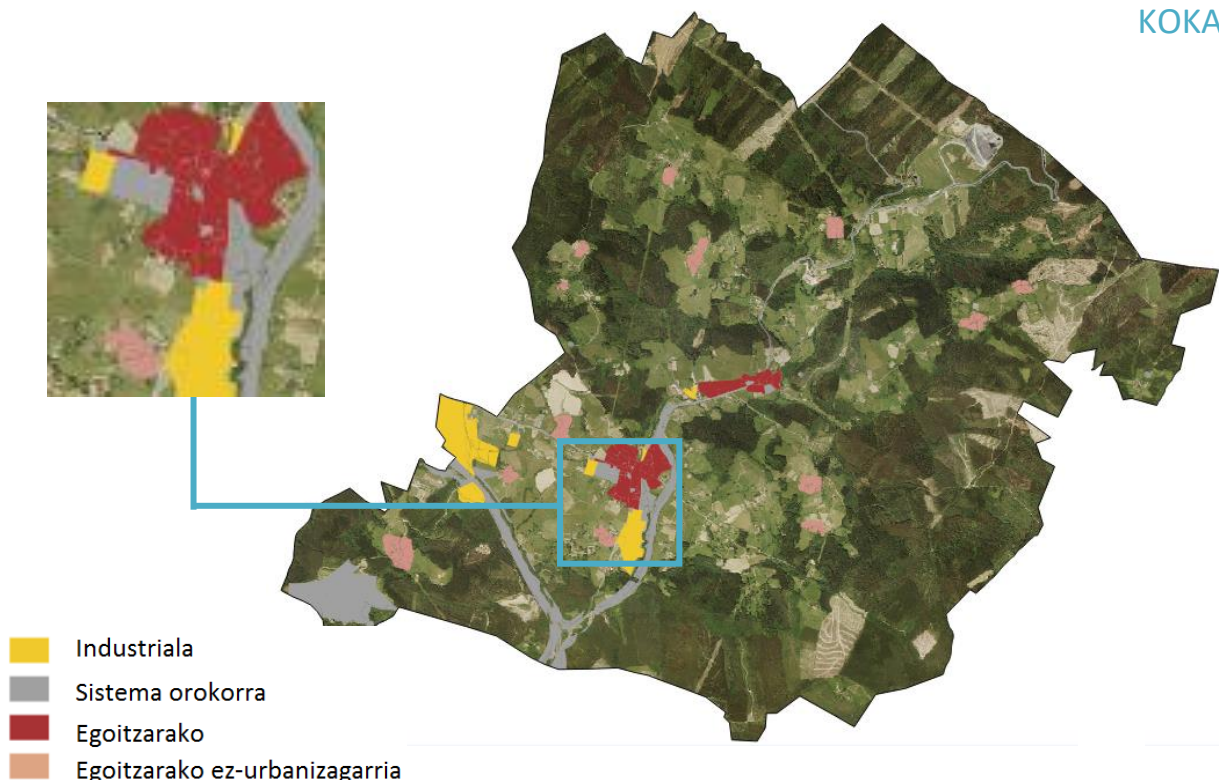 KOKA
Industriala
Sistema orokorra
Egoitzarako
Egoitzarako ez-urbanizagarria